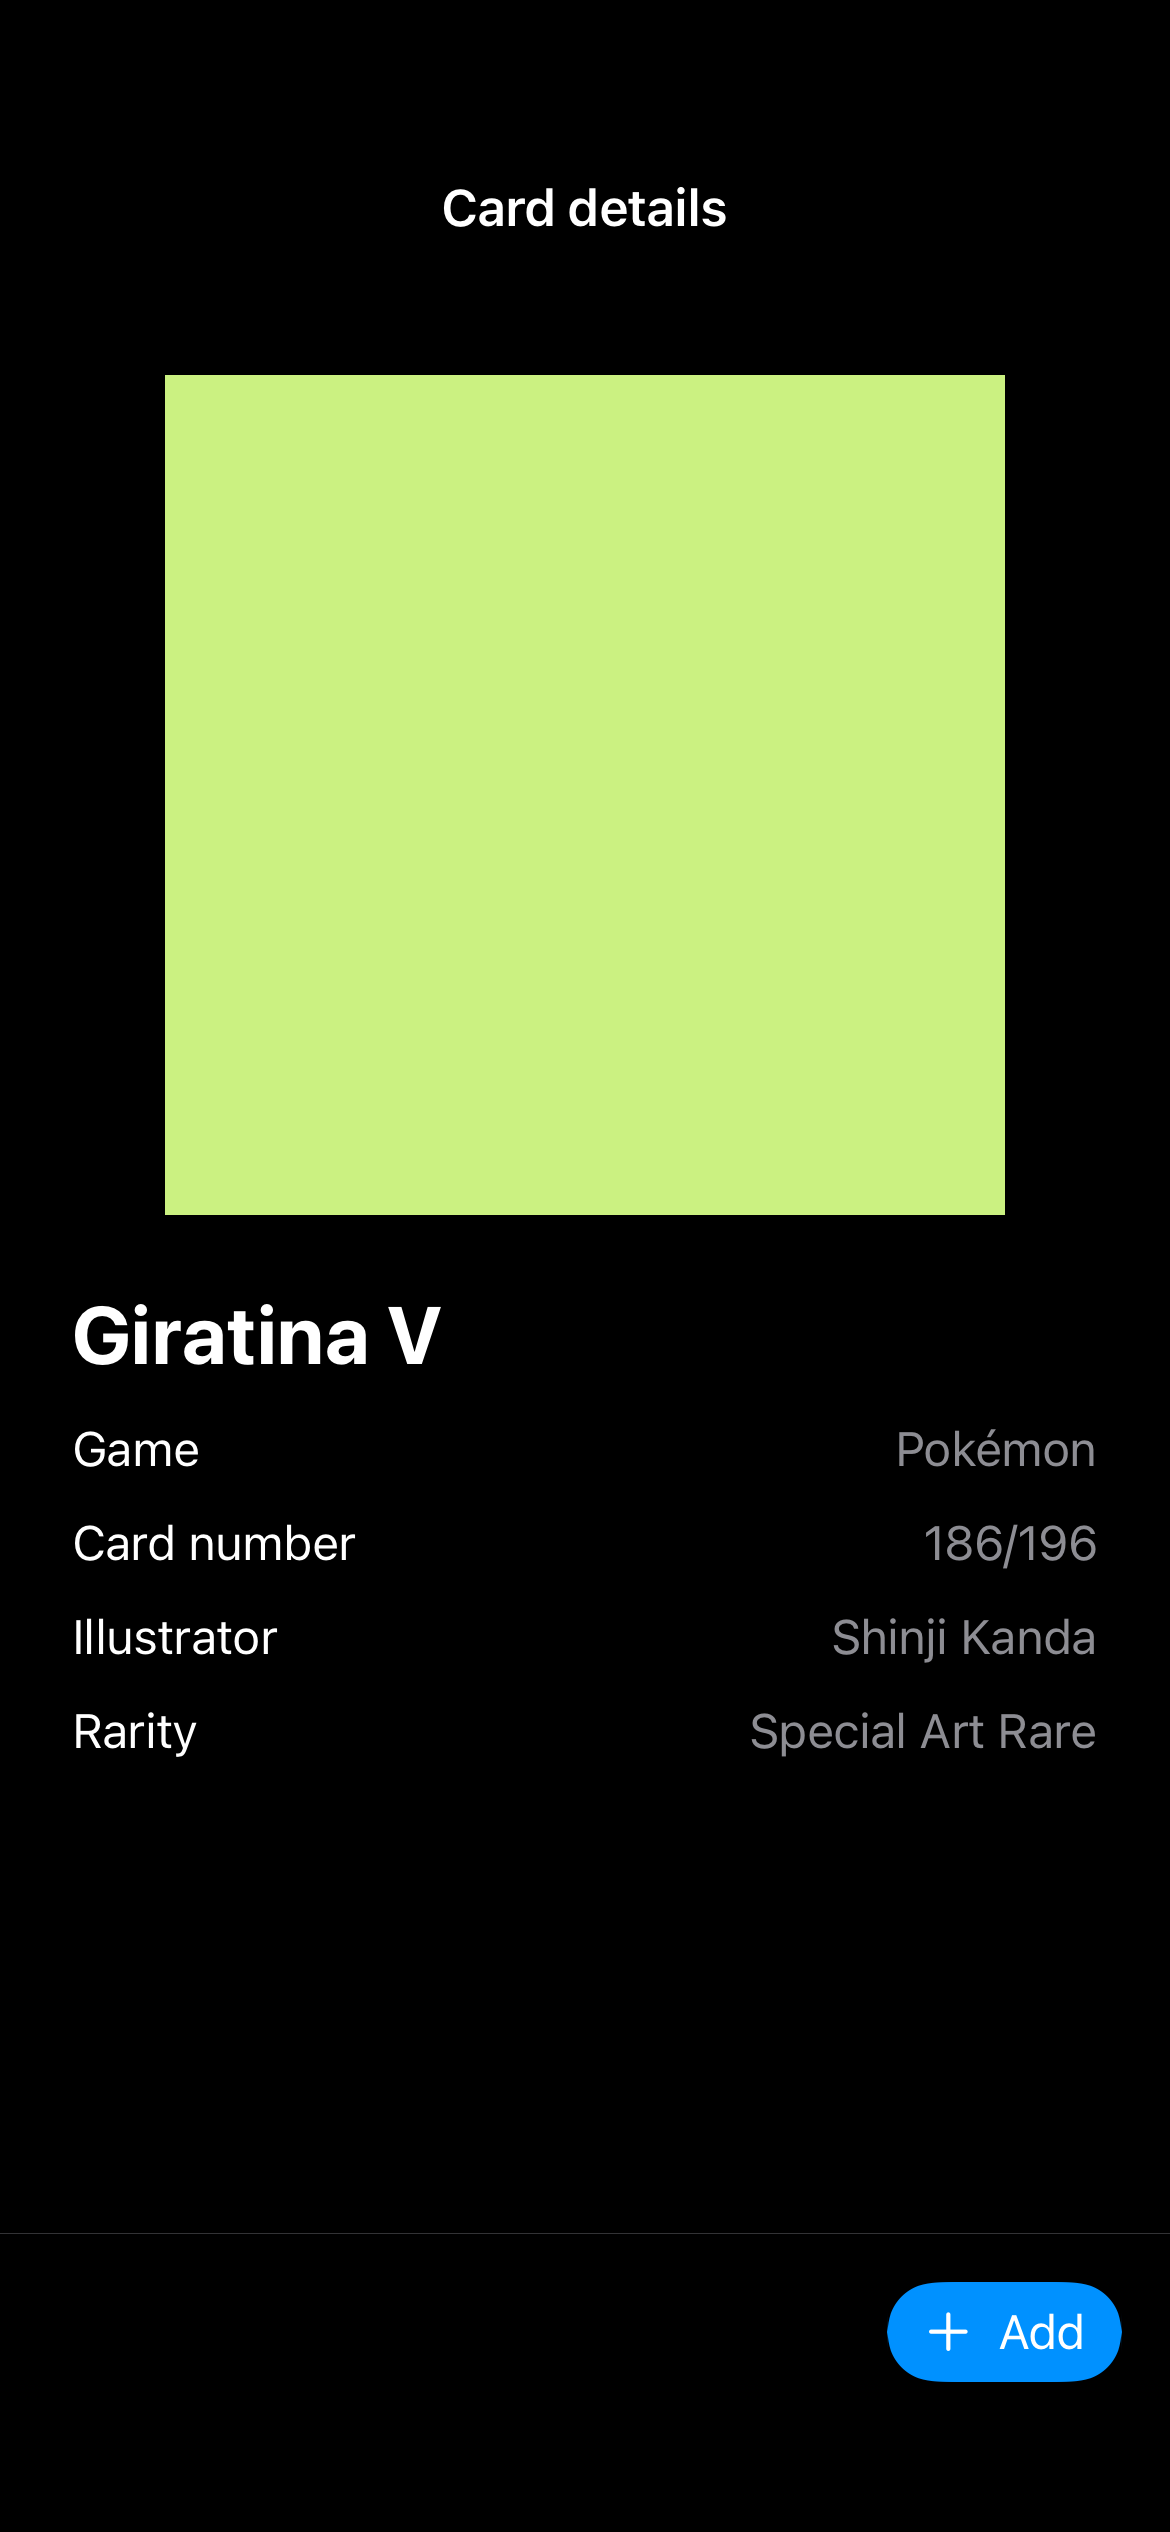 Card details
Giratina V
Game Pokémon
Card number 186/196
Illustrator Shinji Kanda
Rarity Special Art Rare
+ Add